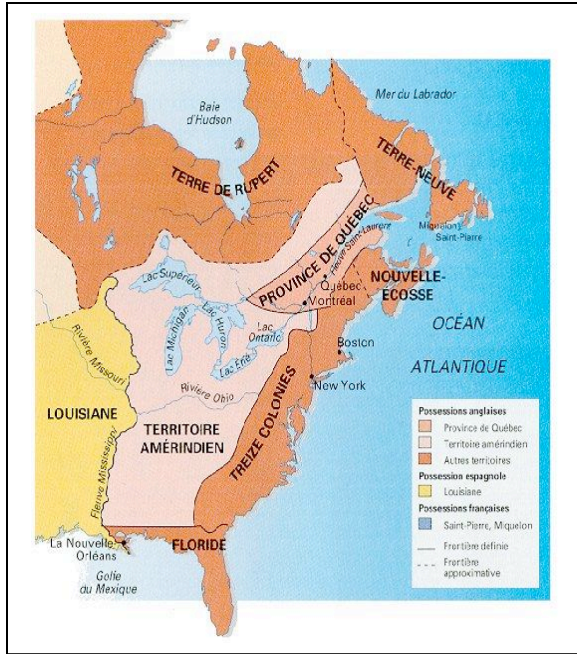 Mer du Labrador
Baie
d'Hudson
TERRE-NEUVE
TERRE DE RUPERT
Miquelon
Saint-Pierre
PROVINCE DE QUÉBEC
Fleuve Saint-Laurent
Lac Supérieur
Québec
NOUVELLE-
ECOSSE
Montréal
Lac Michigan
Lac Huron
Lac
Ontario
OCÉAN
Rivière Missouri
Lac Érié
Boston
ATLANTIQUE
New York
Rivière Ohio
LOUISIANE
TERRITOIRE
AMÉRINDIEN
TREIZE COLONIES
Fleuve Mississipi
La Nouvelle
Orléans
FLORIDE
Golfe
du Mexique
Possessions anglaises
Province de Québec
Territoire amérindien
Autres territoires
Possession espagnole
Louisiane
Possessions françaises
Saint-Pierre, Miquelon
Frontière définie
Frontière
approximative